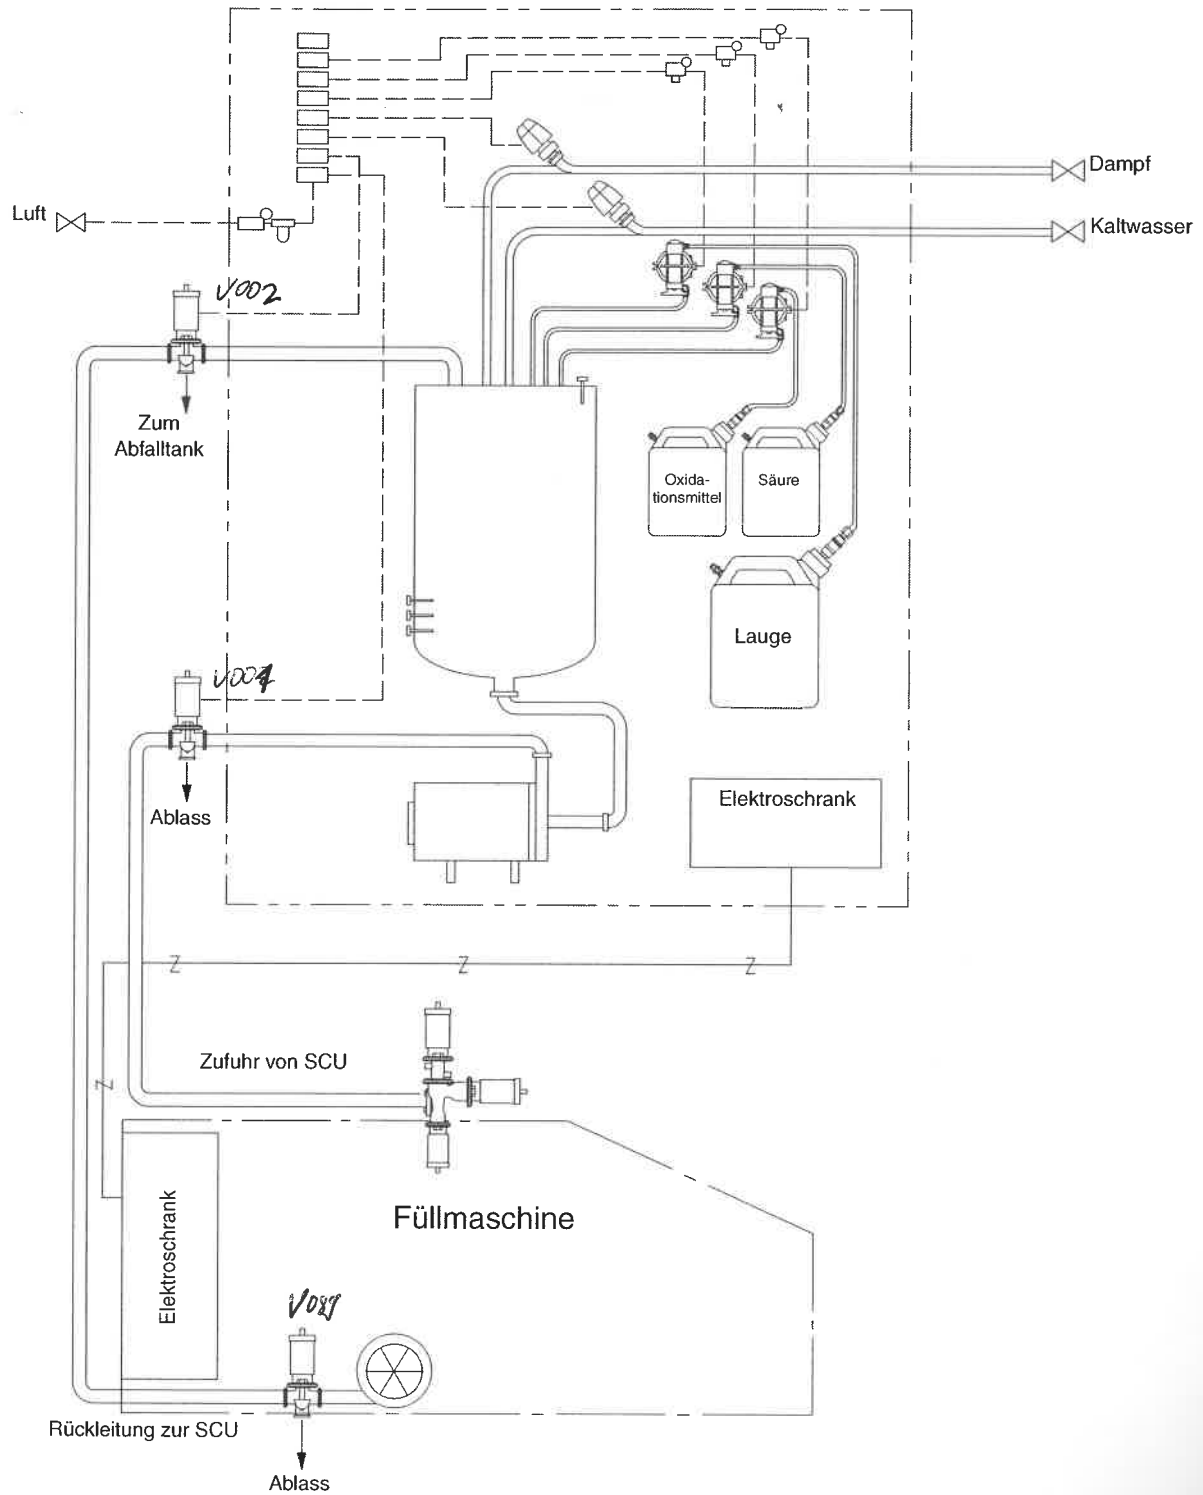 Dampf
Luft
Kaltwasser
V002
Zum
Abfalltank
Oxida-
tionsmittel
Säure
Lauge
Ablass
Elektroschrank
Zufuhr von SCU
Elektroschrank
Füllmaschine
Rückleitung zur SCU
Ablass